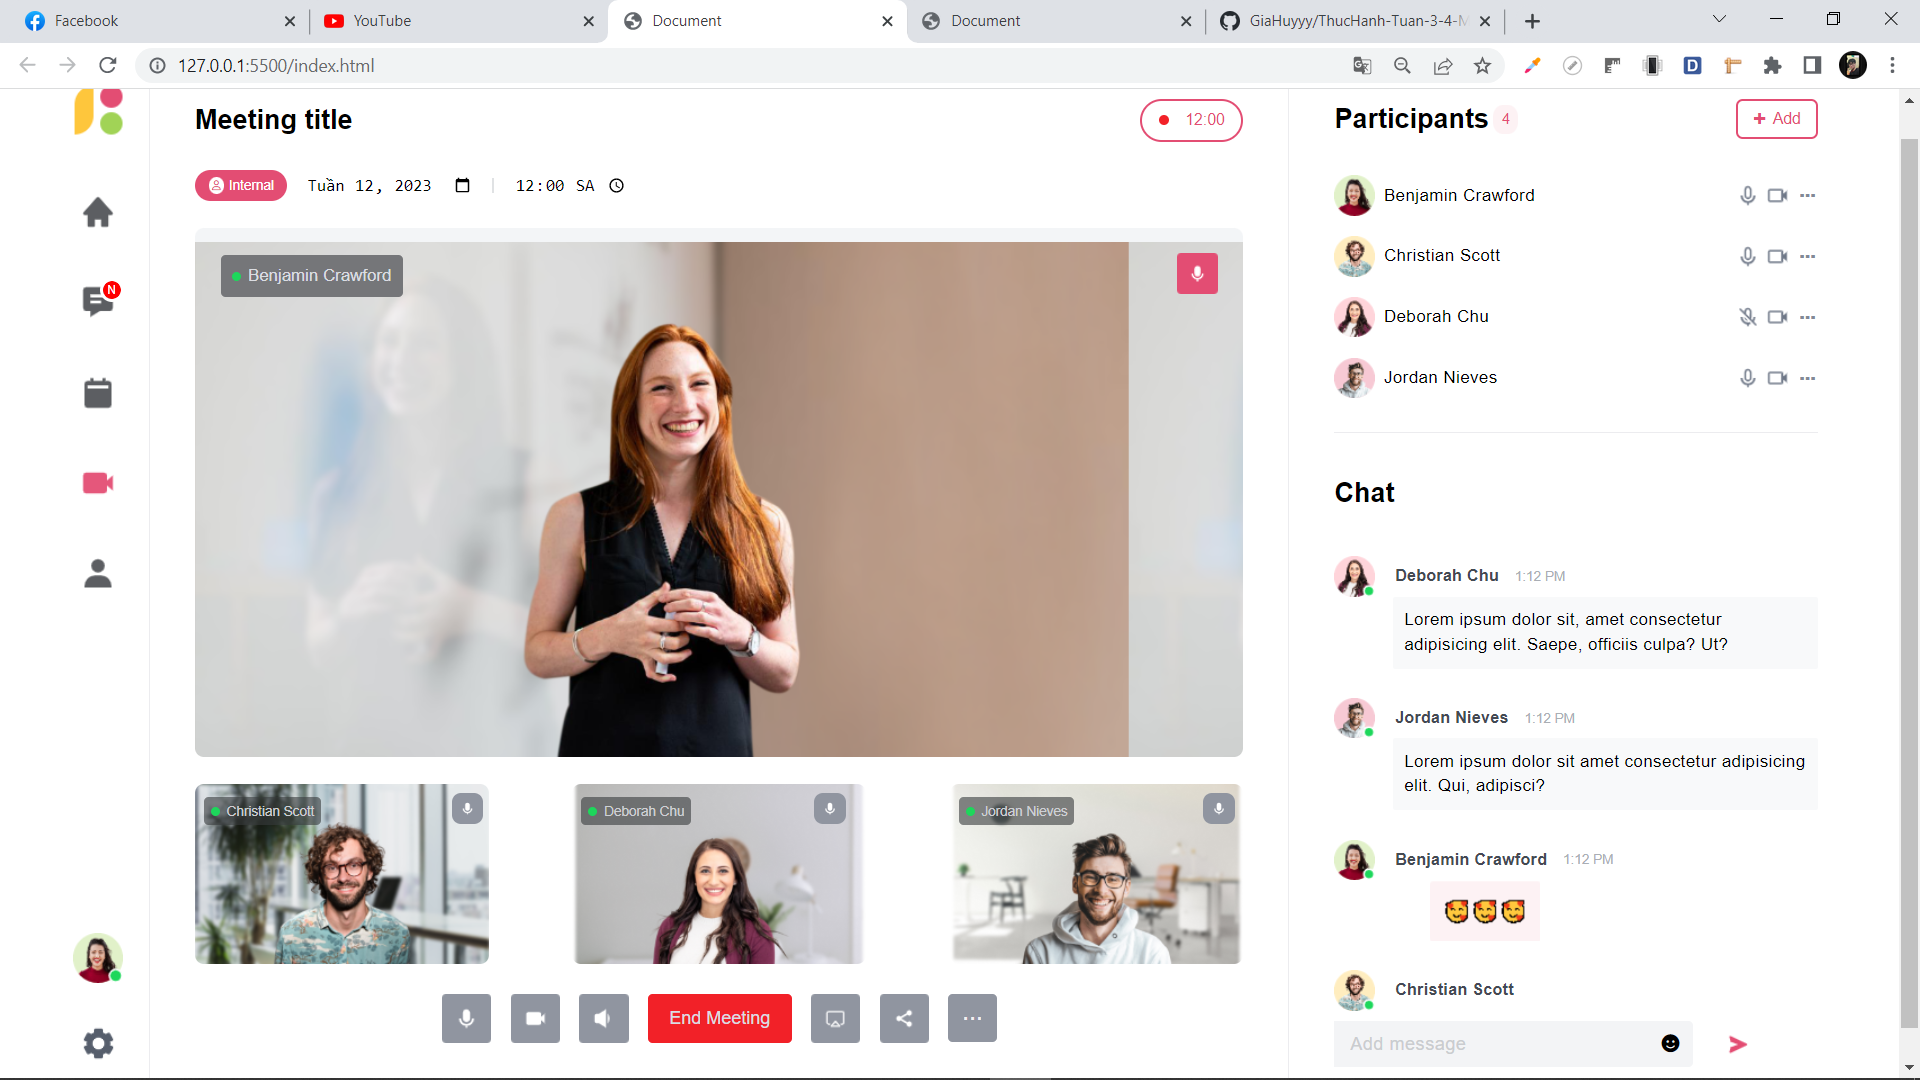 Facebook
YouTube
Document
Document
GiaHuyyy/ThucHanh-Tuan-3-4-M
127.0.0.1:5500/index.html
Meeting title
12:00
Internal
Tuần 12, 2023
12:00 SA
Benjamin Crawford
Christian Scott
Deborah Chu
Jordan Nieves
End Meeting
N
Participants 4
+ Add
Benjamin Crawford
Christian Scott
Deborah Chu
Jordan Nieves
Chat
Deborah Chu 1:12 PM
Lorem ipsum dolor sit, amet consectetur
adipisicing elit. Saepe, officiis culpa? Ut?
Jordan Nieves 1:12 PM
Lorem ipsum dolor sit amet consectetur adipisicing
elit. Qui, adipisci?
Benjamin Crawford 1:12 PM
🥰🥰🥰
Christian Scott
Add message